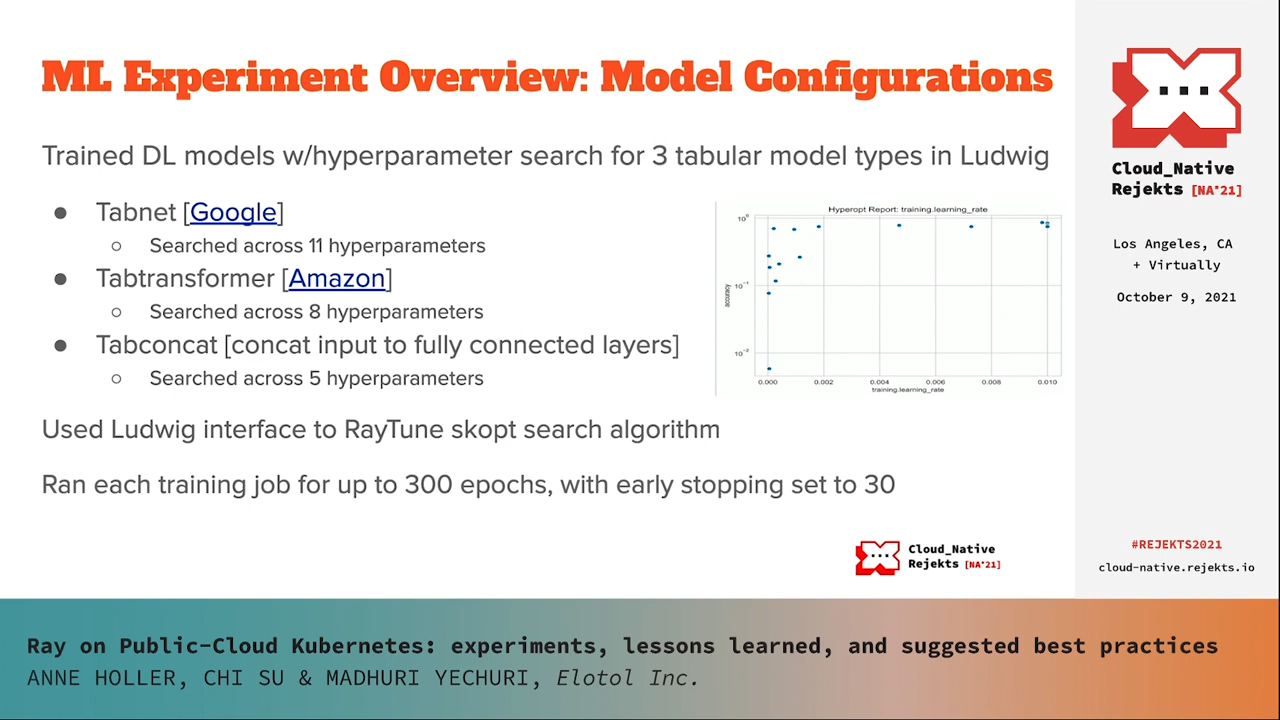 ML Experiment Overview: Model Configurations
Trained DL models w/hyperparameter search for 3 tabular model types in Ludwig
● Tabnet [Google]
○ Searched across 11 hyperparameters
● Tabtransformer [Amazon]
○ Searched across 8 hyperparameters
● Tabconcat [concat input to fully connected layers]
○ Searched across 5 hyperparameters
Used Ludwig interface to RayTune skopt search algorithm
Ran each training job for up to 300 epochs, with early stopping set to 30
Hyperopt Report: training.learning_rate
10⁰
10⁻¹
10⁻²
accuracy
0.000 0.002 0.004 0.006 0.008 0.010
training.learning_rate
Cloud_Native
Rejekts [NA'21]
Cloud_Native
Rejekts [NA'21]
Los Angeles, CA
+ Virtually
October 9, 2021
#REJEKTS2021
cloud-native.rejekts.io
Ray on Public-Cloud Kubernetes: experiments, lessons learned, and suggested best practices
ANNE HOLLER, CHI SU & MADHURI YECHURI, Elotol Inc.